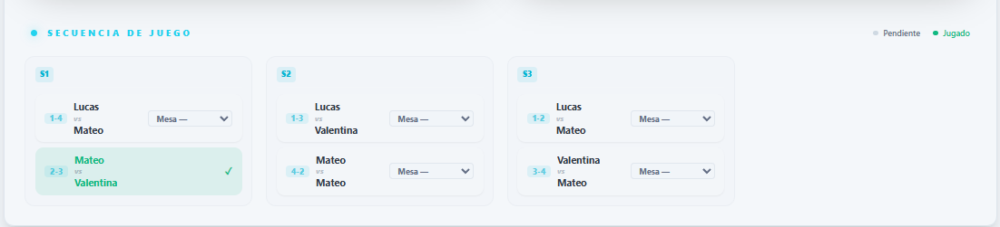 SECUENCIA DE JUEGO
Pendiente
Jugado
S1
1-4
Lucas
vs
Mateo
Mesa —
2-3
Mateo
vs
Valentina
✓
S2
1-3
Lucas
vs
Valentina
Mesa —
4-2
Mateo
vs
Mateo
Mesa —
S3
1-2
Lucas
vs
Mateo
Mesa —
3-4
Valentina
vs
Mateo
Mesa —